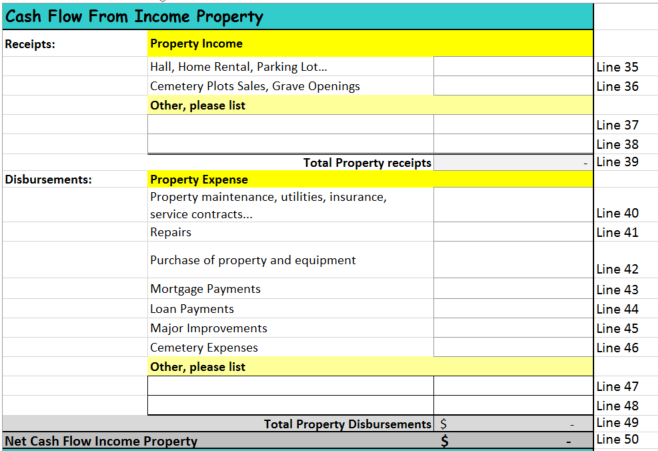 Cash Flow From Income Property
Receipts: Property Income
Hall, Home Rental, Parking Lot... Line 35
Cemetery Plots Sales, Grave Openings Line 36
Other, please list
Line 37
Line 38
Total Property receipts - Line 39
Disbursements: Property Expense
Property maintenance, utilities, insurance,
service contracts... Line 40
Repairs Line 41
Purchase of property and equipment Line 42
Mortgage Payments Line 43
Loan Payments Line 44
Major Improvements Line 45
Cemetery Expenses Line 46
Other, please list
Line 47
Line 48
Total Property Disbursements $ - Line 49
Net Cash Flow Income Property $ - Line 50